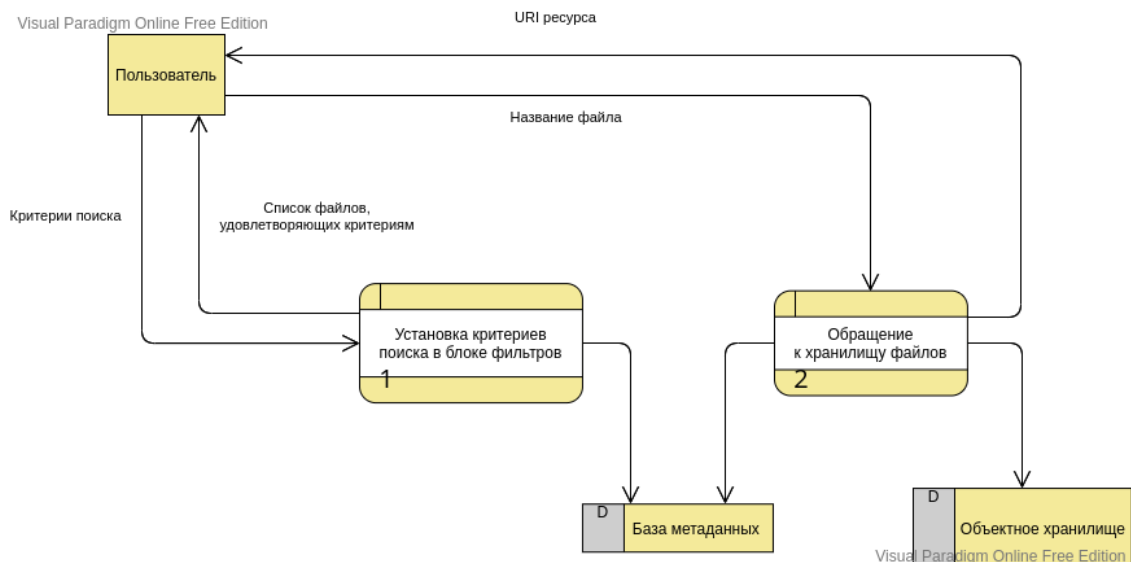 Visual Paradigm Online Free Edition
URI ресурса
Пользователь
Название файла
Критерии поиска
Список файлов,
удовлетворяющих критериям
Установка критериев
поиска в блоке фильтров
1
Обращение
к хранилищу файлов
2
D
База метаданных
D
Объектное хранилище
Visual Paradigm Online Free Edition